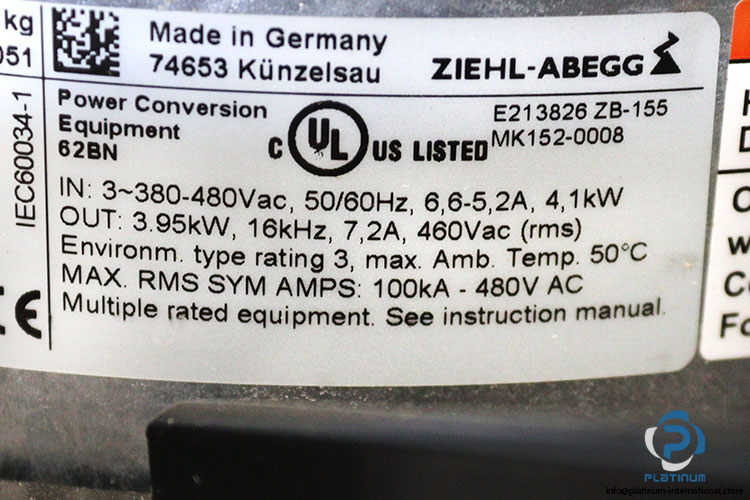 kg
051
IEC60034-1
CE
Made in Germany
74653 Künzelsau
ZIEHL-ABEGG
Power Conversion
Equipment
62BN
C UL US LISTED
E213826 ZB-155
MK152-0008
IN: 3~380-480Vac, 50/60Hz, 6,6-5,2A, 4,1kW
OUT: 3.95kW, 16kHz, 7,2A, 460Vac (rms)
Environm. type rating 3, max. Amb. Temp. 50°C
MAX. RMS SYM AMPS: 100kA - 480V AC
Multiple rated equipment. See instruction manual.
PLATINUM
Info@platinum-international.store